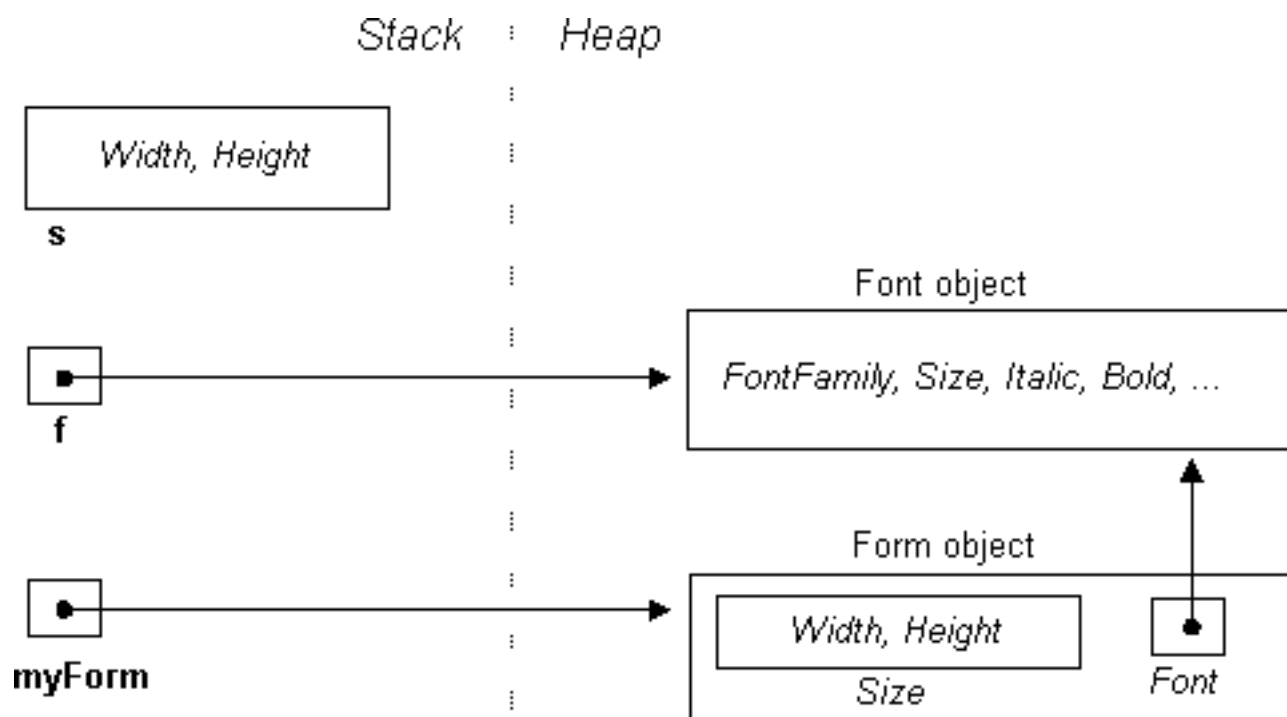 Stack
Heap
Width, Height
s
Font object
FontFamily, Size, Italic, Bold, ...
f
Form object
Width, Height
Size
Font
myForm